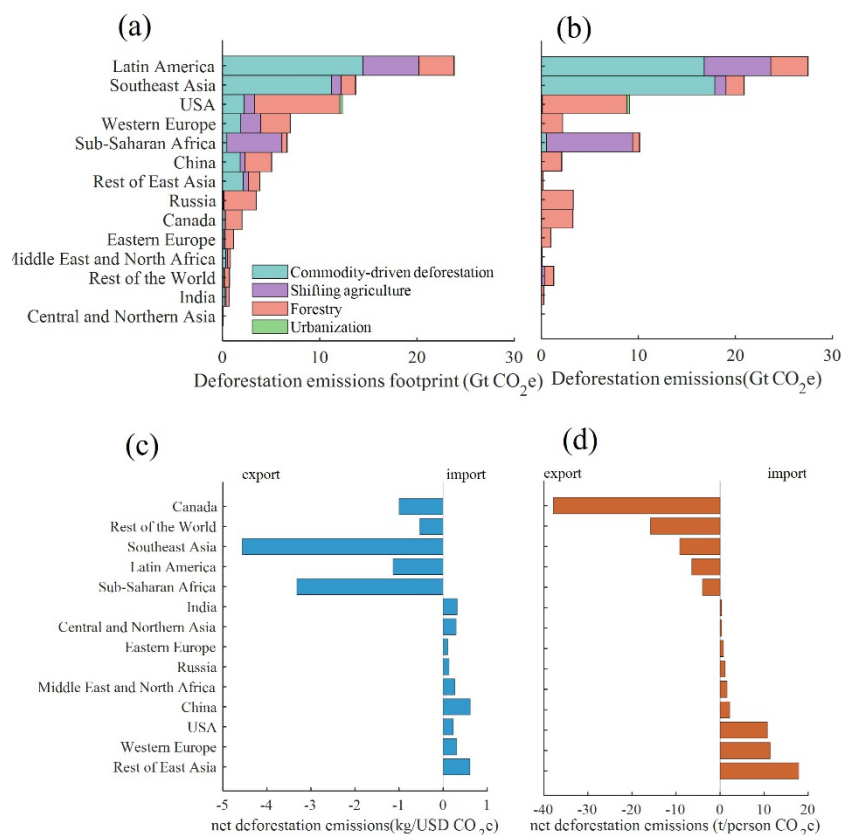 (a)
(b)
Latin America
Southeast Asia
USA
Western Europe
Sub-Saharan Africa
China
Rest of East Asia
Russia
Canada
Eastern Europe
Middle East and North Africa
Rest of the World
India
Central and Northern Asia
Commodity-driven deforestation
Shifting agriculture
Forestry
Urbanization
0 10 20 30
0 10 20 30
Deforestation emissions footprint (Gt CO2e)
Deforestation emissions(Gt CO2e)
(c)
(d)
export import
export import
Canada
Rest of the World
Southeast Asia
Latin America
Sub-Saharan Africa
India
Central and Northern Asia
Eastern Europe
Russia
Middle East and North Africa
China
USA
Western Europe
Rest of East Asia
-5 -4 -3 -2 -1 0 1
-40 -30 -20 -10 0 10 20
net deforestation emissions(kg/USD CO2e)
net deforestation emissions (t/person CO2e)